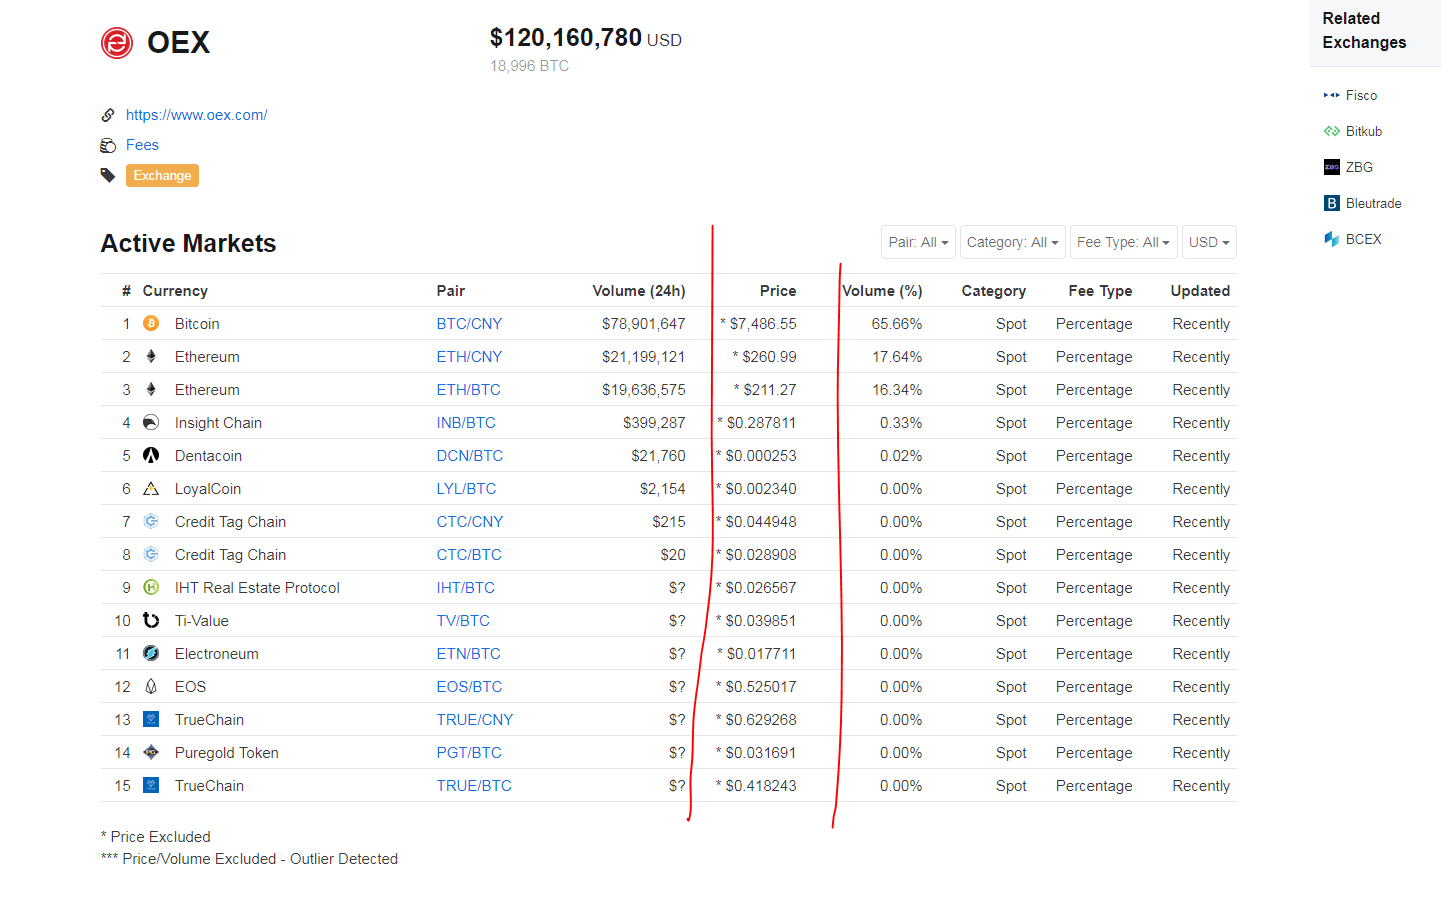 OEX
$120,160,780 USD
18,996 BTC
https://www.oex.com/
Fees
Exchange
Active Markets
Pair: All Category: All Fee Type: All USD
# Currency Pair Volume (24h) Price Volume (%) Category Fee Type Updated
1 Bitcoin BTC/CNY $78,901,647 * $7,486.55 65.66% Spot Percentage Recently
2 Ethereum ETH/CNY $21,199,121 * $260.99 17.64% Spot Percentage Recently
3 Ethereum ETH/BTC $19,636,575 * $211.27 16.34% Spot Percentage Recently
4 Insight Chain INB/BTC $399,287 * $0.287811 0.33% Spot Percentage Recently
5 Dentacoin DCN/BTC $21,760 * $0.000253 0.02% Spot Percentage Recently
6 LoyalCoin LYL/BTC $2,154 * $0.002340 0.00% Spot Percentage Recently
7 Credit Tag Chain CTC/CNY $215 * $0.044948 0.00% Spot Percentage Recently
8 Credit Tag Chain CTC/BTC $20 * $0.028908 0.00% Spot Percentage Recently
9 IHT Real Estate Protocol IHT/BTC $? * $0.026567 0.00% Spot Percentage Recently
10 Ti-Value TV/BTC $? * $0.039851 0.00% Spot Percentage Recently
11 Electroneum ETN/BTC $? * $0.017711 0.00% Spot Percentage Recently
12 EOS EOS/BTC $? * $0.525017 0.00% Spot Percentage Recently
13 TrueChain TRUE/CNY $? * $0.629268 0.00% Spot Percentage Recently
14 Puregold Token PGT/BTC $? * $0.031691 0.00% Spot Percentage Recently
15 TrueChain TRUE/BTC $? * $0.418243 0.00% Spot Percentage Recently
* Price Excluded
*** Price/Volume Excluded - Outlier Detected
Related
Exchanges
Fisco
Bitkub
ZBG
Bleutrade
BCEX